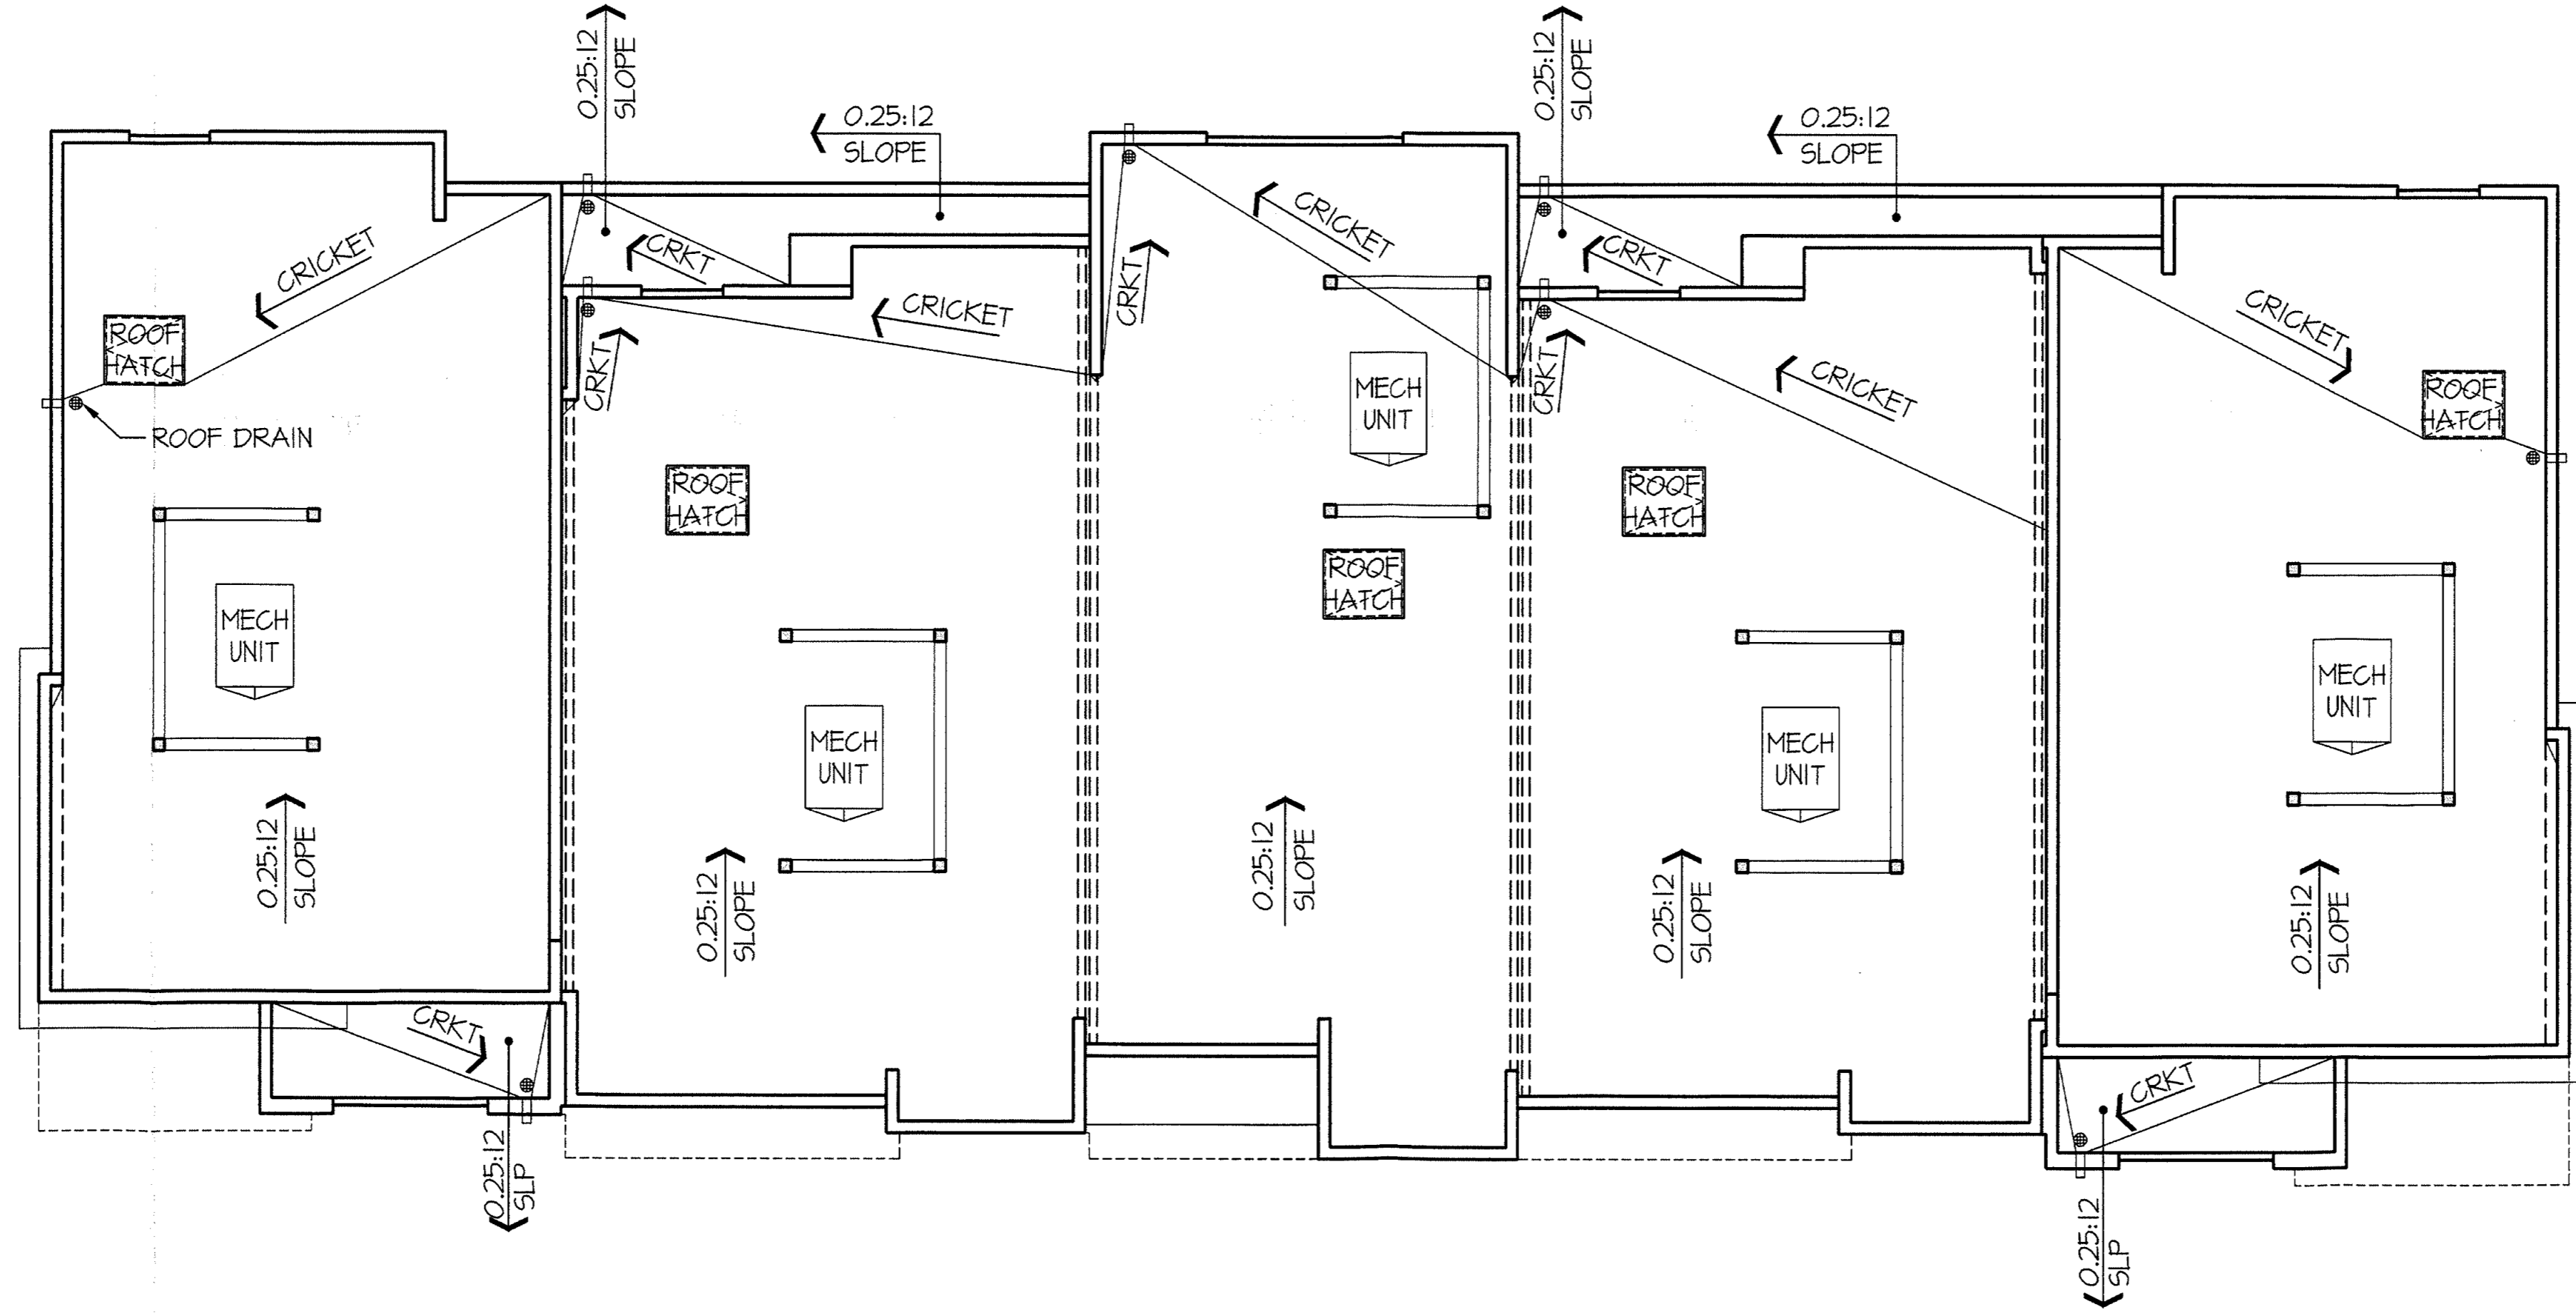 0.25:12
SLOPE
0.25:12
SLOPE
0.25:12
SLOPE
0.25:12
SLOPE
CRICKET
CRKT
CRICKET
CRKT
CRICKET
CRKT
CRKT
CRICKET
CRKT
CRICKET
ROOF
HATCH
ROOF DRAIN
MECH
UNIT
ROOF
HATCH
ROOF
HATCH
MECH
UNIT
ROOF
HATCH
ROOF
HATCH
MECH
UNIT
MECH
UNIT
MECH
UNIT
0.25:12
SLOPE
0.25:12
SLOPE
0.25:12
SLOPE
0.25:12
SLOPE
0.25:12
SLOPE
CRKT
0.25:12
SLP
CRKT
0.25:12
SLP